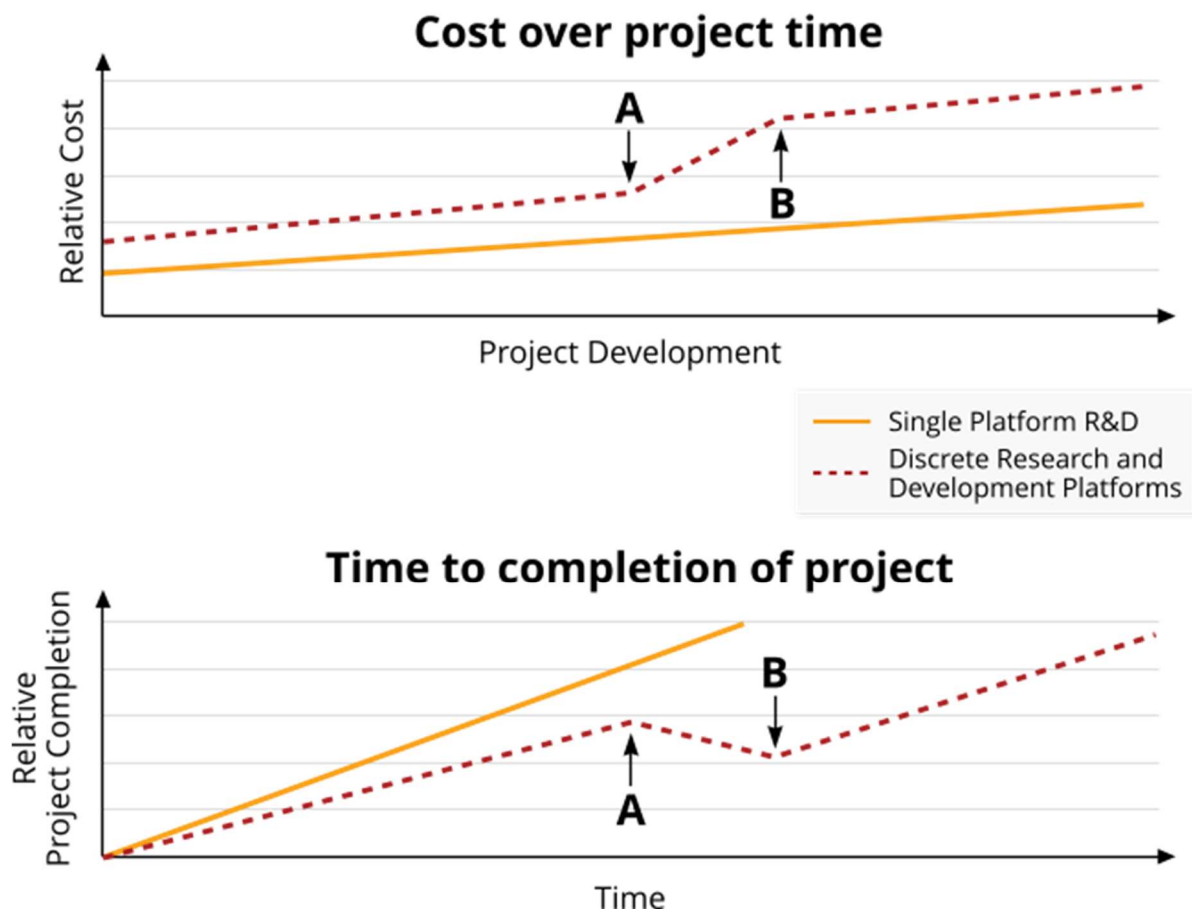 Cost over project time
Relative Cost
A
B
Project Development
Single Platform R&D
Discrete Research and
Development Platforms
Time to completion of project
Relative
Project Completion
B
A
Time